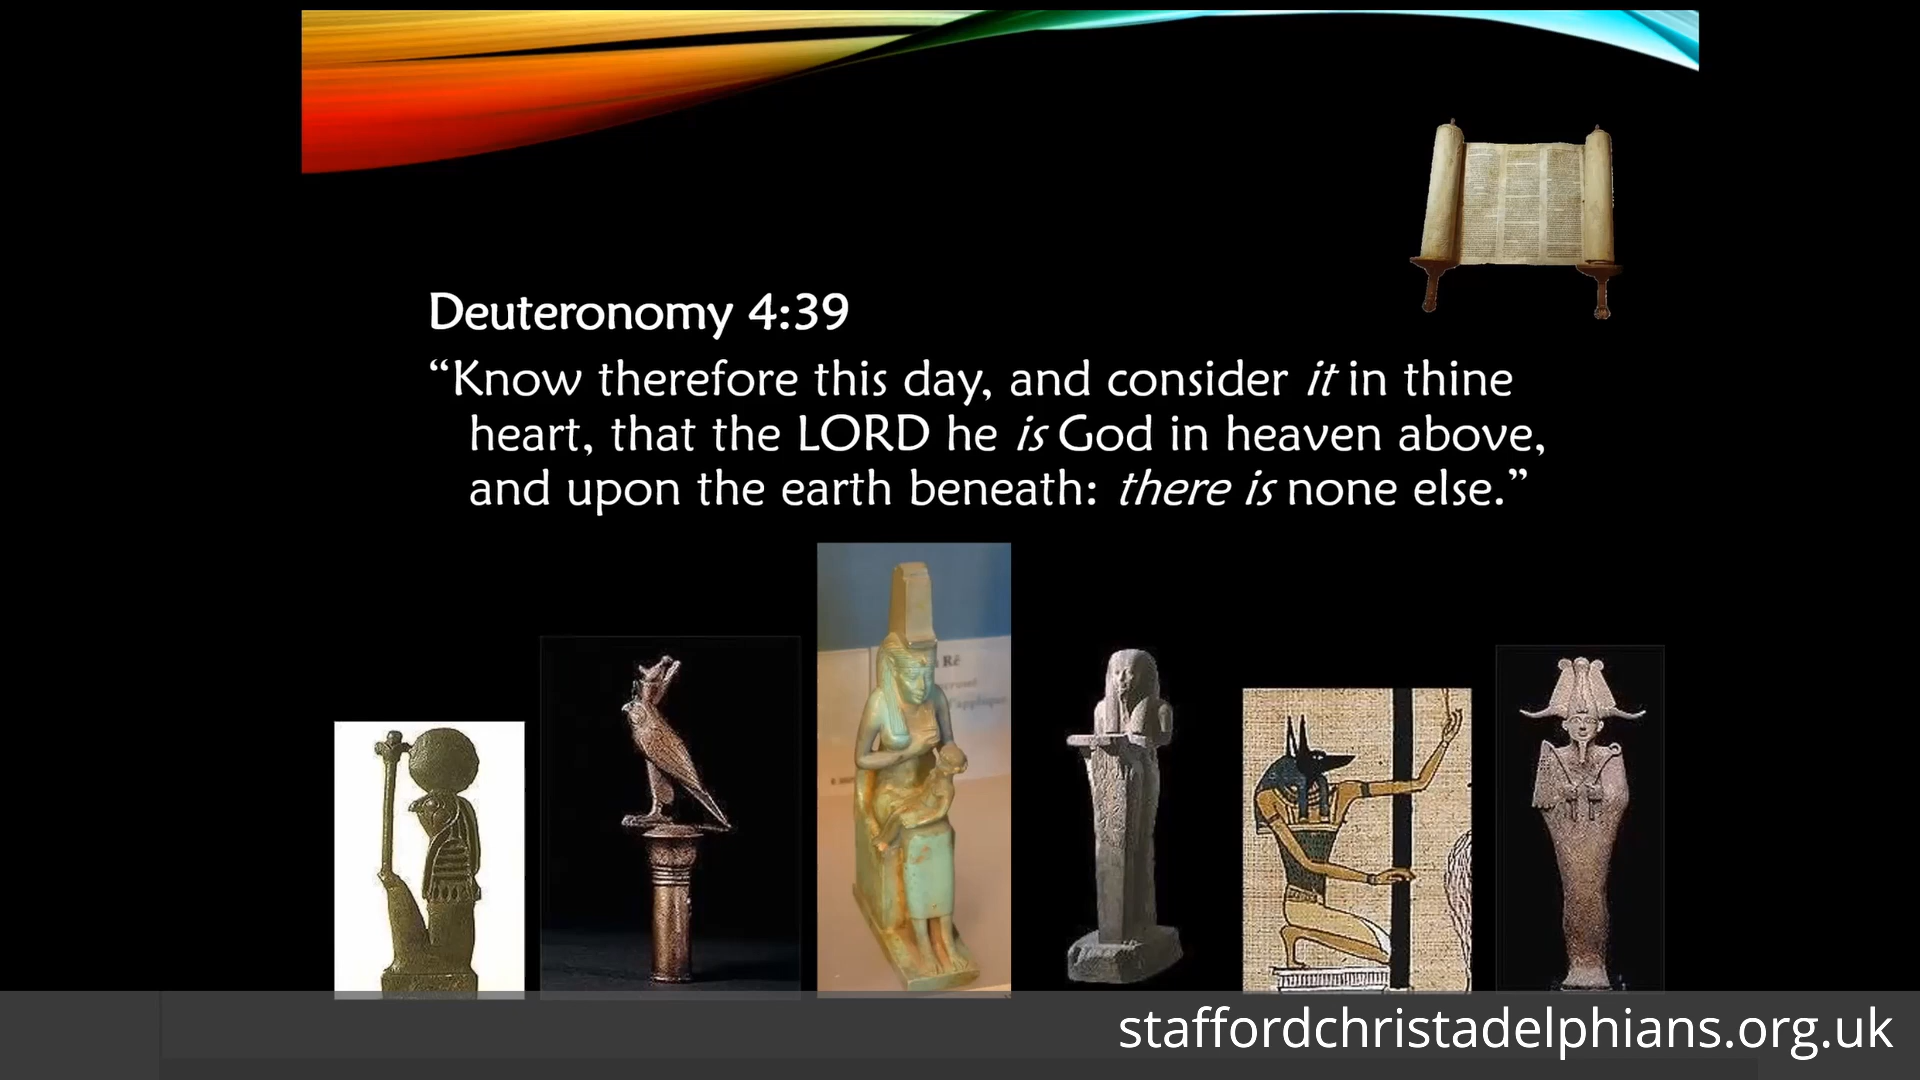 Deuteronomy 4:39
“Know therefore this day, and consider it in thine
heart, that the LORD he is God in heaven above,
and upon the earth beneath: there is none else.”
Rê
staffordchristadelphians.org.uk